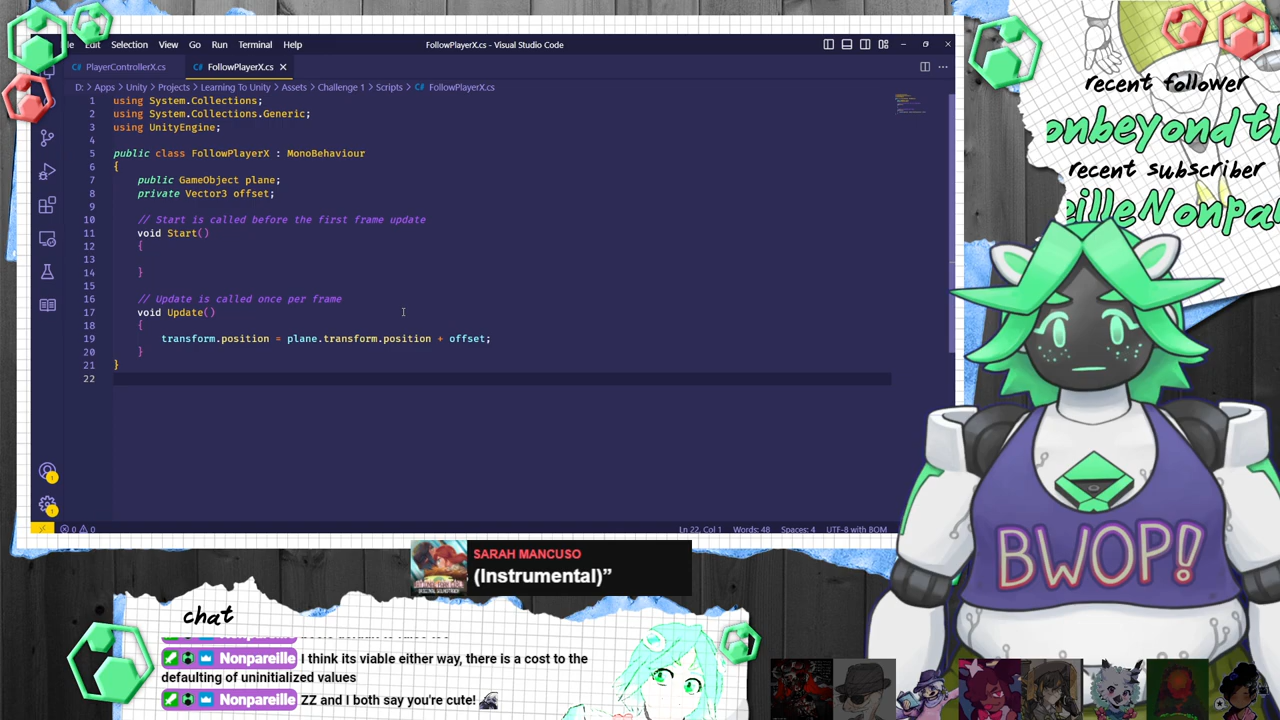 Edit Selection View Go Run Terminal Help
FollowPlayerX.cs - Visual Studio Code
PlayerControllerX.cs
FollowPlayerX.cs
D: > Apps > Unity > Projects > Learning To Unity > Assets > Challenge 1 > Scripts > FollowPlayerX.cs
1 using System.Collections;
2 using System.Collections.Generic;
3 using UnityEngine;
4
5 public class FollowPlayerX : MonoBehaviour
6 {
7 public GameObject plane;
8 private Vector3 offset;
9
10 // Start is called before the first frame update
11 void Start()
12 {
13
14 }
15
16 // Update is called once per frame
17 void Update()
18 {
19 transform.position = plane.transform.position + offset;
20 }
21 }
22
0 0
Ln 22, Col 1 Words: 48 Spaces: 4 UTF-8 with BOM
recent follower
onbeyondth
recent subscriber
eilleNonpa
BWOP!
SARAH MANCUSO
(Instrumental)”
chat
Nonpareille I think its viable either way, there is a cost to the
defaulting of uninitialized values
Nonpareille ZZ and I both say you're cute!